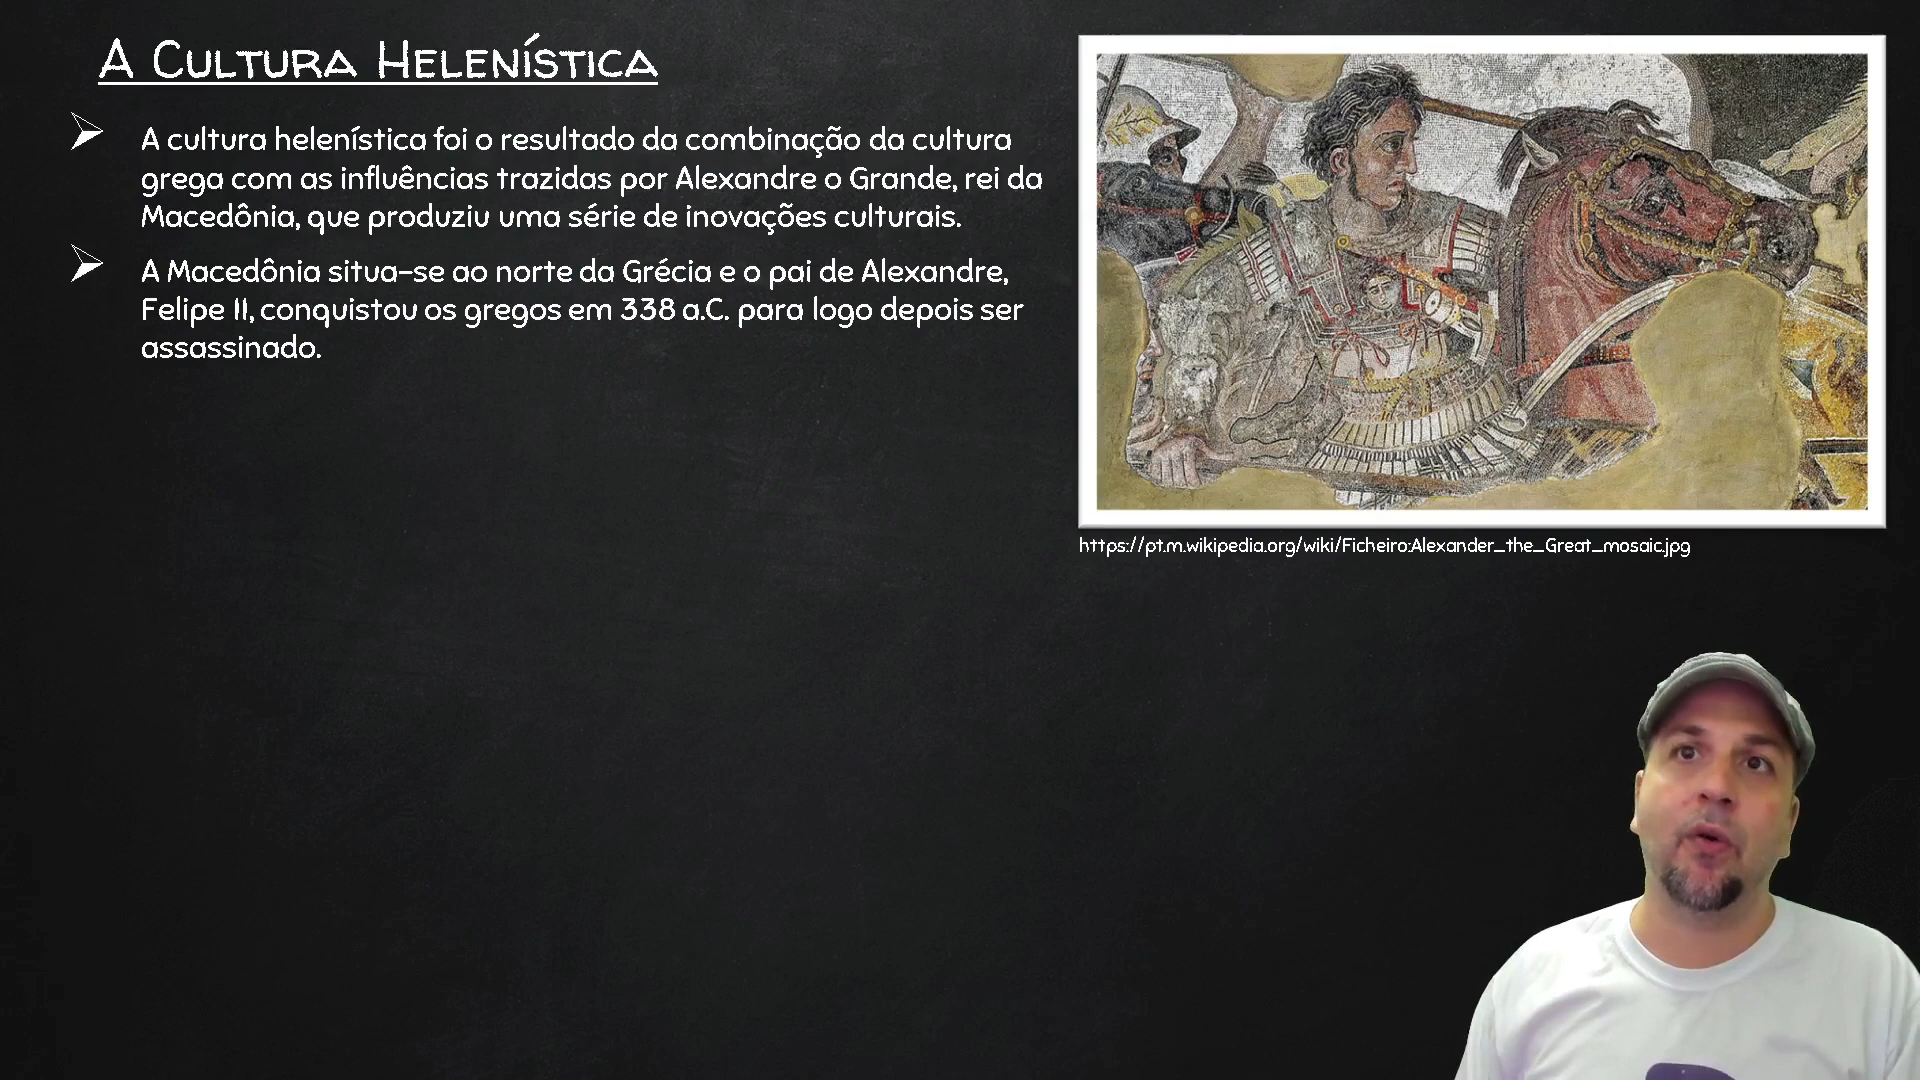 A Cultura Helenística
A cultura helenística foi o resultado da combinação da cultura
grega com as influências trazidas por Alexandre o Grande, rei da
Macedônia, que produziu uma série de inovações culturais.
A Macedônia situa-se ao norte da Grécia e o pai de Alexandre,
Felipe II, conquistou os gregos em 338 a.C. para logo depois ser
assassinado.
https://pt.m.wikipedia.org/wiki/Ficheiro:Alexander_the_Great_mosaic.jpg